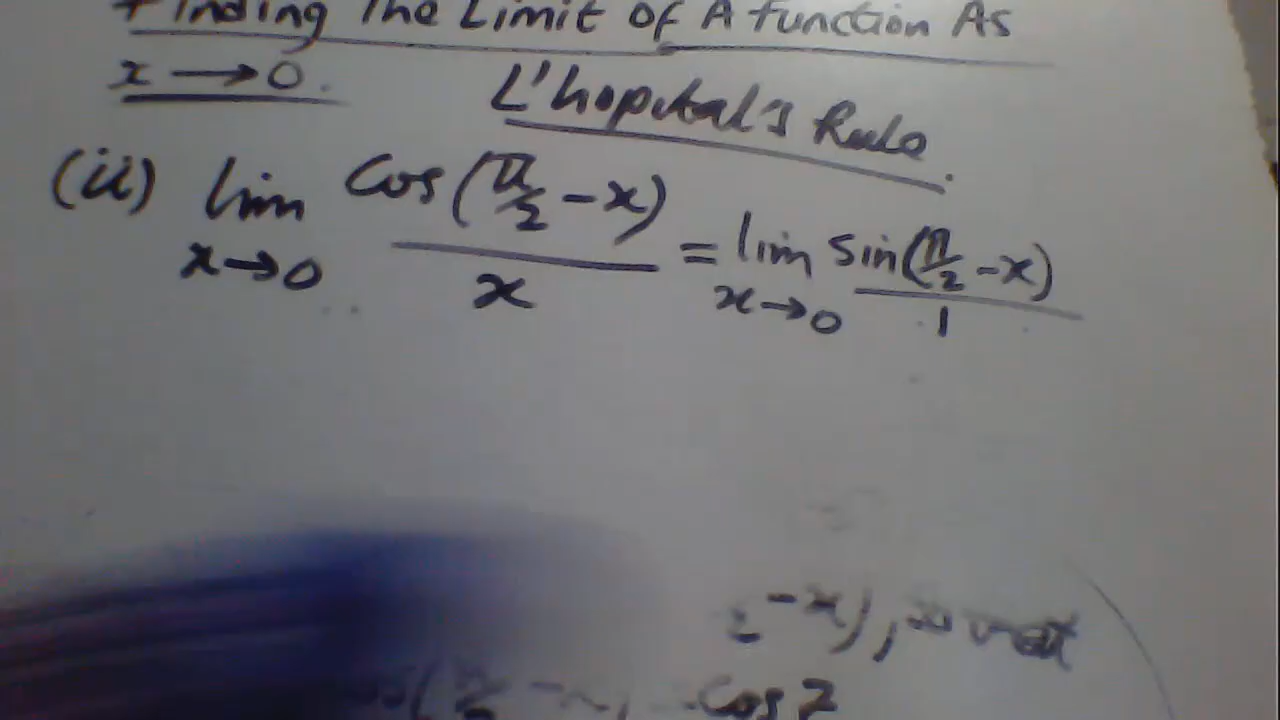 Finding The Limit Of A function As
x → 0.
L'hopital's Rule.
(ii) lim x→0 cos(π/2 - x) / x = lim x→0 sin(π/2 - x) / 1
-x),
cos z